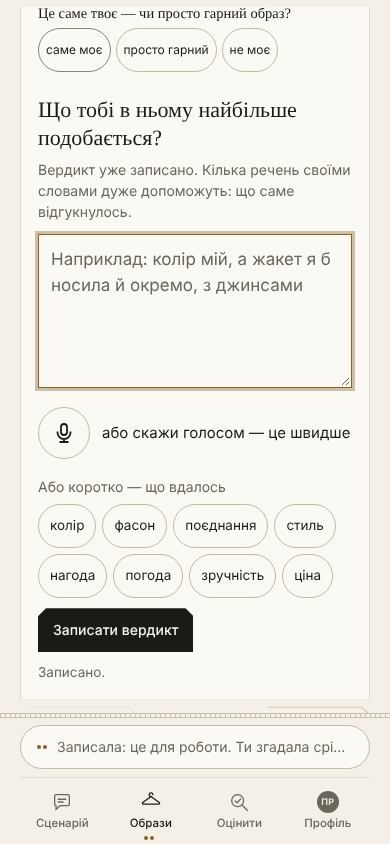 Це саме твоє — чи просто гарний образ?
саме моє
просто гарний
не моє
Що тобі в ньому найбільше
подобається?
Вердикт уже записано. Кілька речень своїми
словами дуже допоможуть: що саме
відгукнулось.
Наприклад: колір мій, а жакет я б
носила й окремо, з джинсами
або скажи голосом — це швидше
Або коротко — що вдалось
колір
фасон
поєднання
стиль
нагода
погода
зручність
ціна
Записати вердикт
Записано.
Записала: це для роботи. Ти згадала срі...
ПР
Сценарій
Образи
Оцінити
Профіль